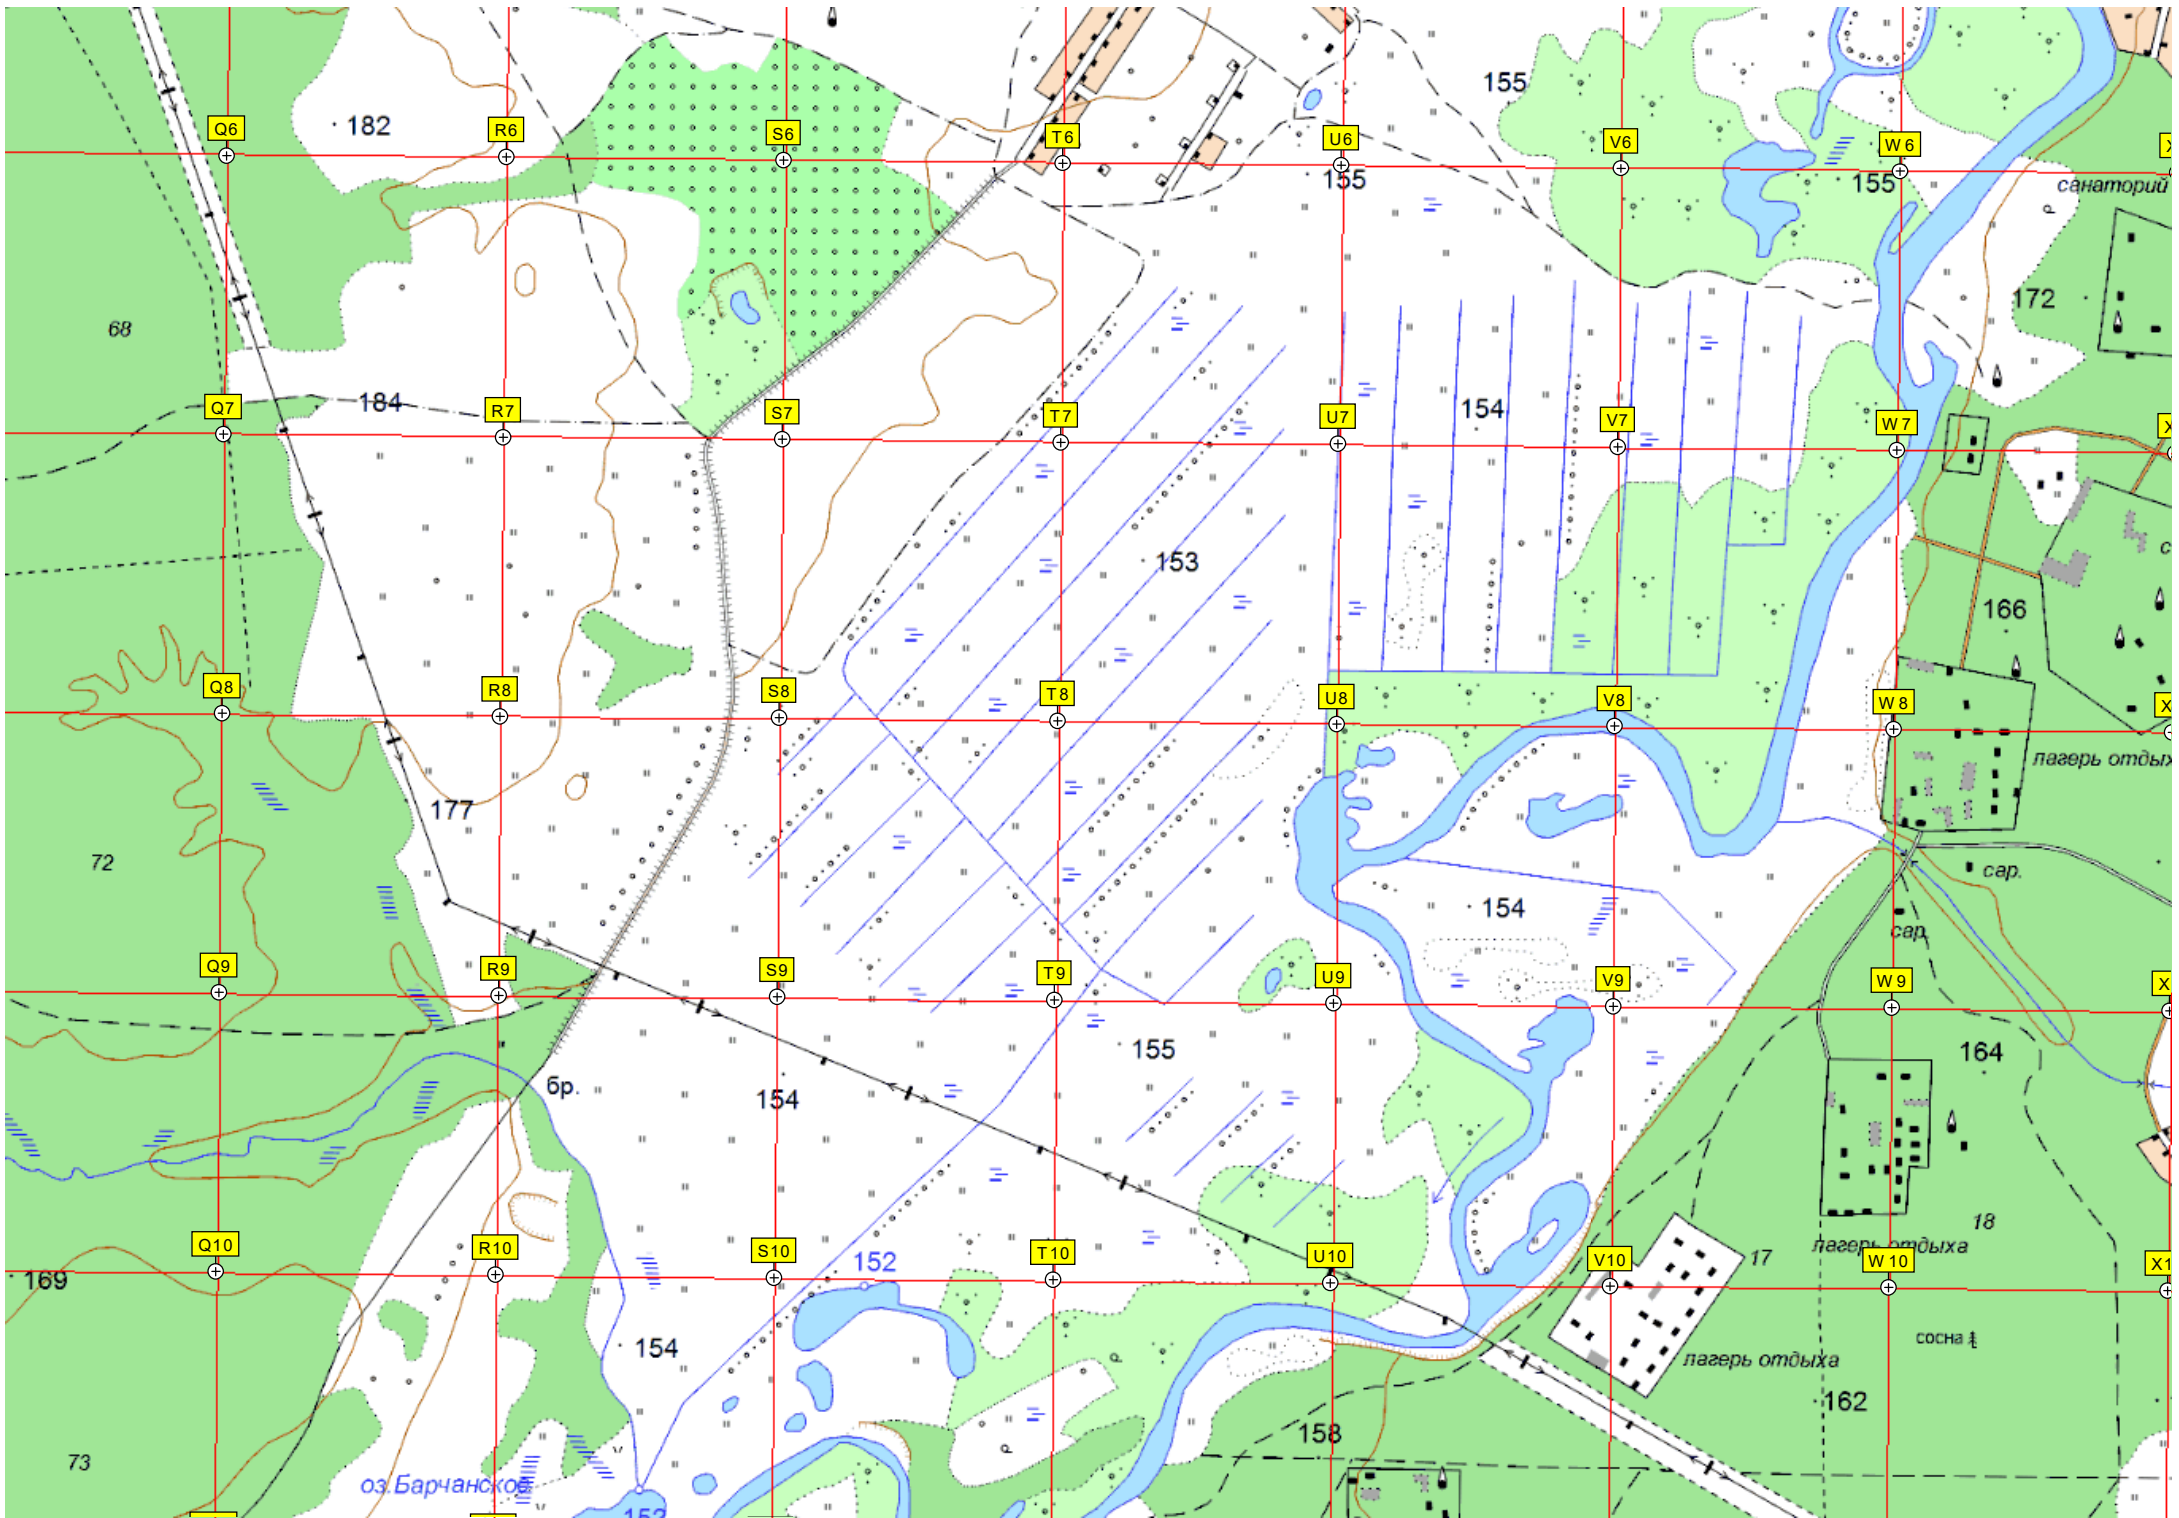 155
Q6
182
R6
S6
T6
U6
V6
W6
155
155
санаторий
68
172
Q7
184
R7
S7
T7
U7
154
V7
W7
153
166
Q8
R8
S8
T8
U8
V8
W8
лагерь отдых
177
72
сар.
154
сар.
Q9
R9
S9
T9
U9
V9
W9
155
164
бр.
154
18
лагерь отдыха
Q10
R10
S10
152
T10
U10
V10
17
W10
X1
169
154
сосна
лагерь отдыха
162
158
73
оз.Барчанское
152